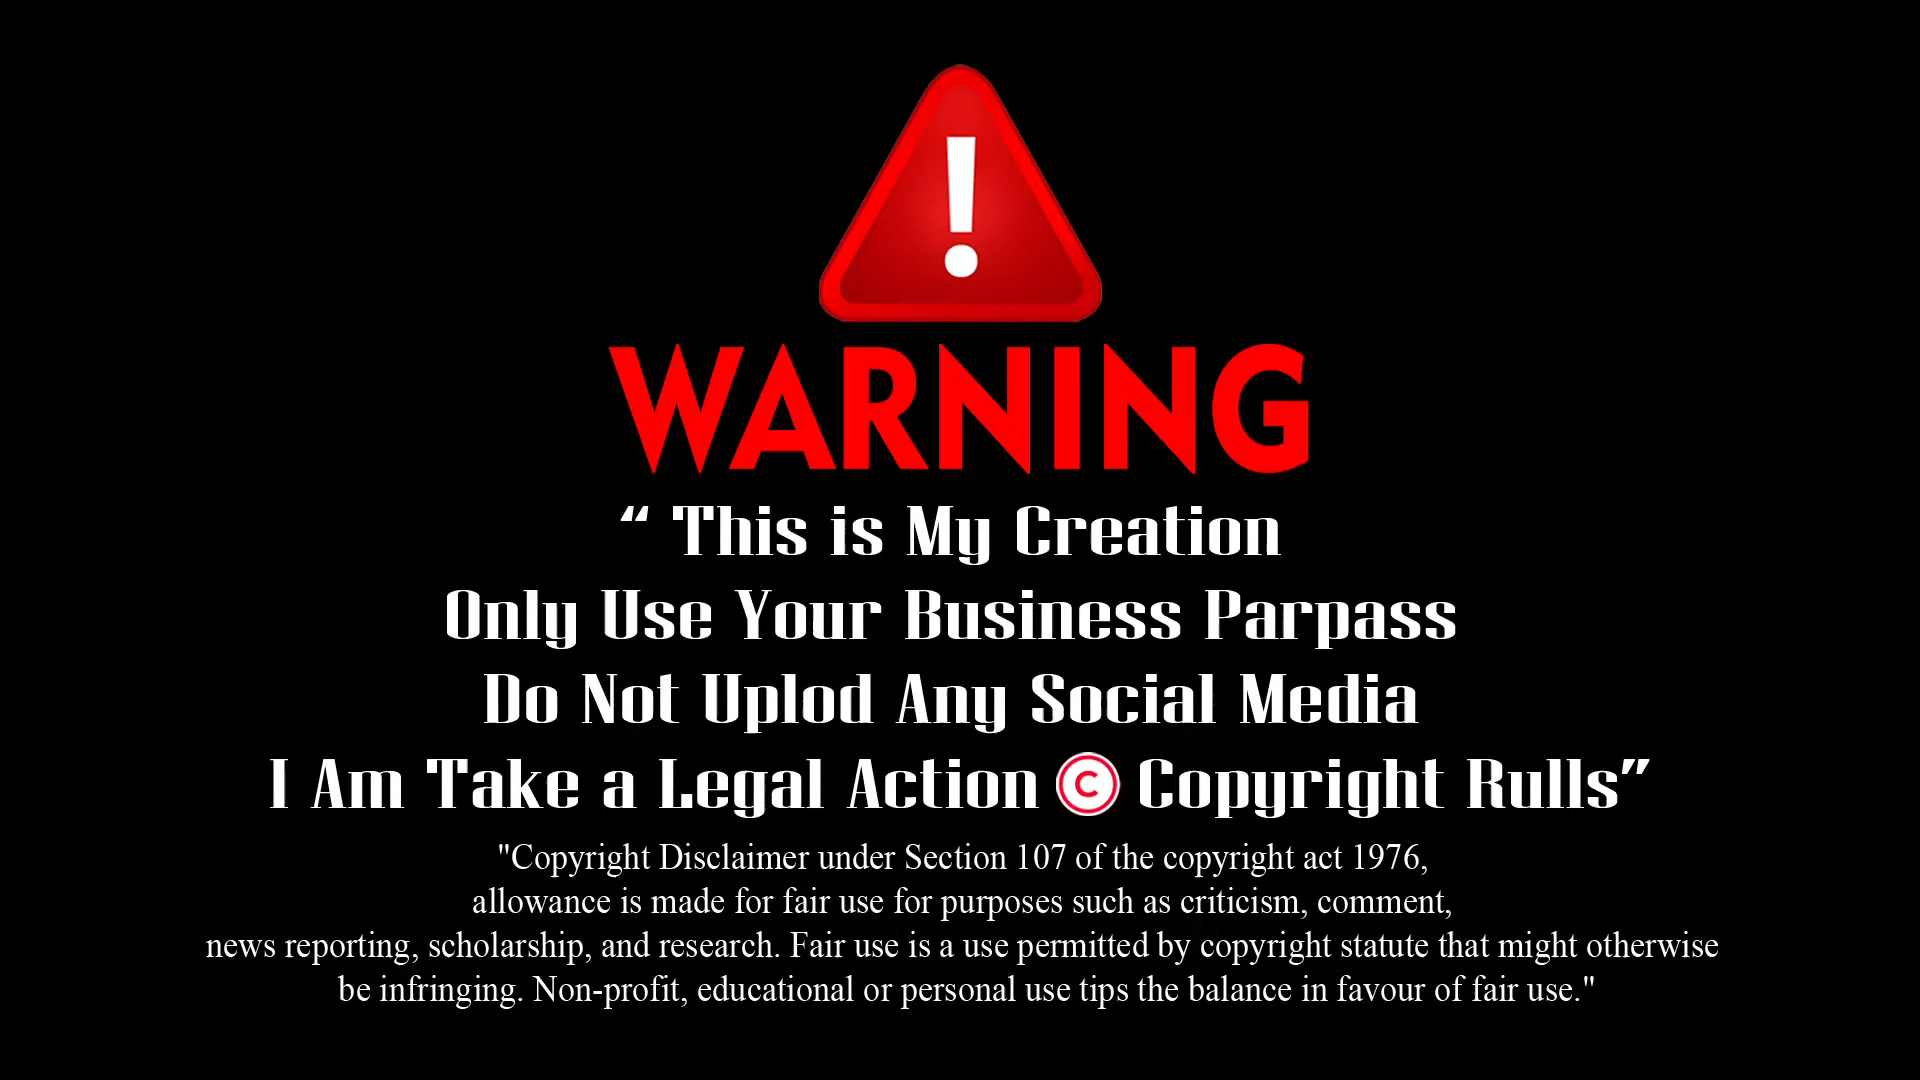 WARNING
“ This is My Creation
Only Use Your Business Parpass
Do Not Uplod Any Social Media
I Am Take a Legal Action © Copyright Rulls”
"Copyright Disclaimer under Section 107 of the copyright act 1976,
allowance is made for fair use for purposes such as criticism, comment,
news reporting, scholarship, and research. Fair use is a use permitted by copyright statute that might otherwise
be infringing. Non-profit, educational or personal use tips the balance in favour of fair use."